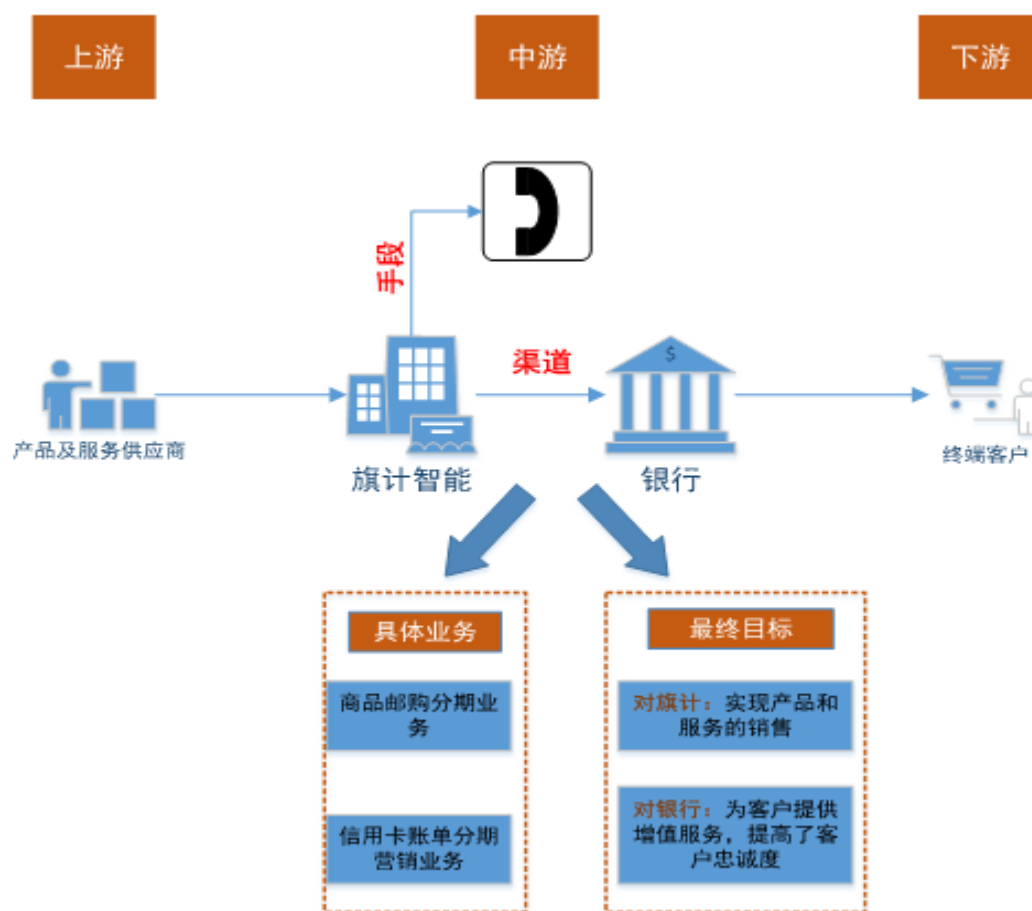 上游
中游
下游
手段
渠道
$
产品及服务供应商
旗计智能
银行
终端客户
具体业务
商品邮购分期业
务
信用卡账单分期
营销业务
最终目标
对旗计：实现产品和
服务的销售
对银行：为客户提供
增值服务，提高了客
户忠诚度